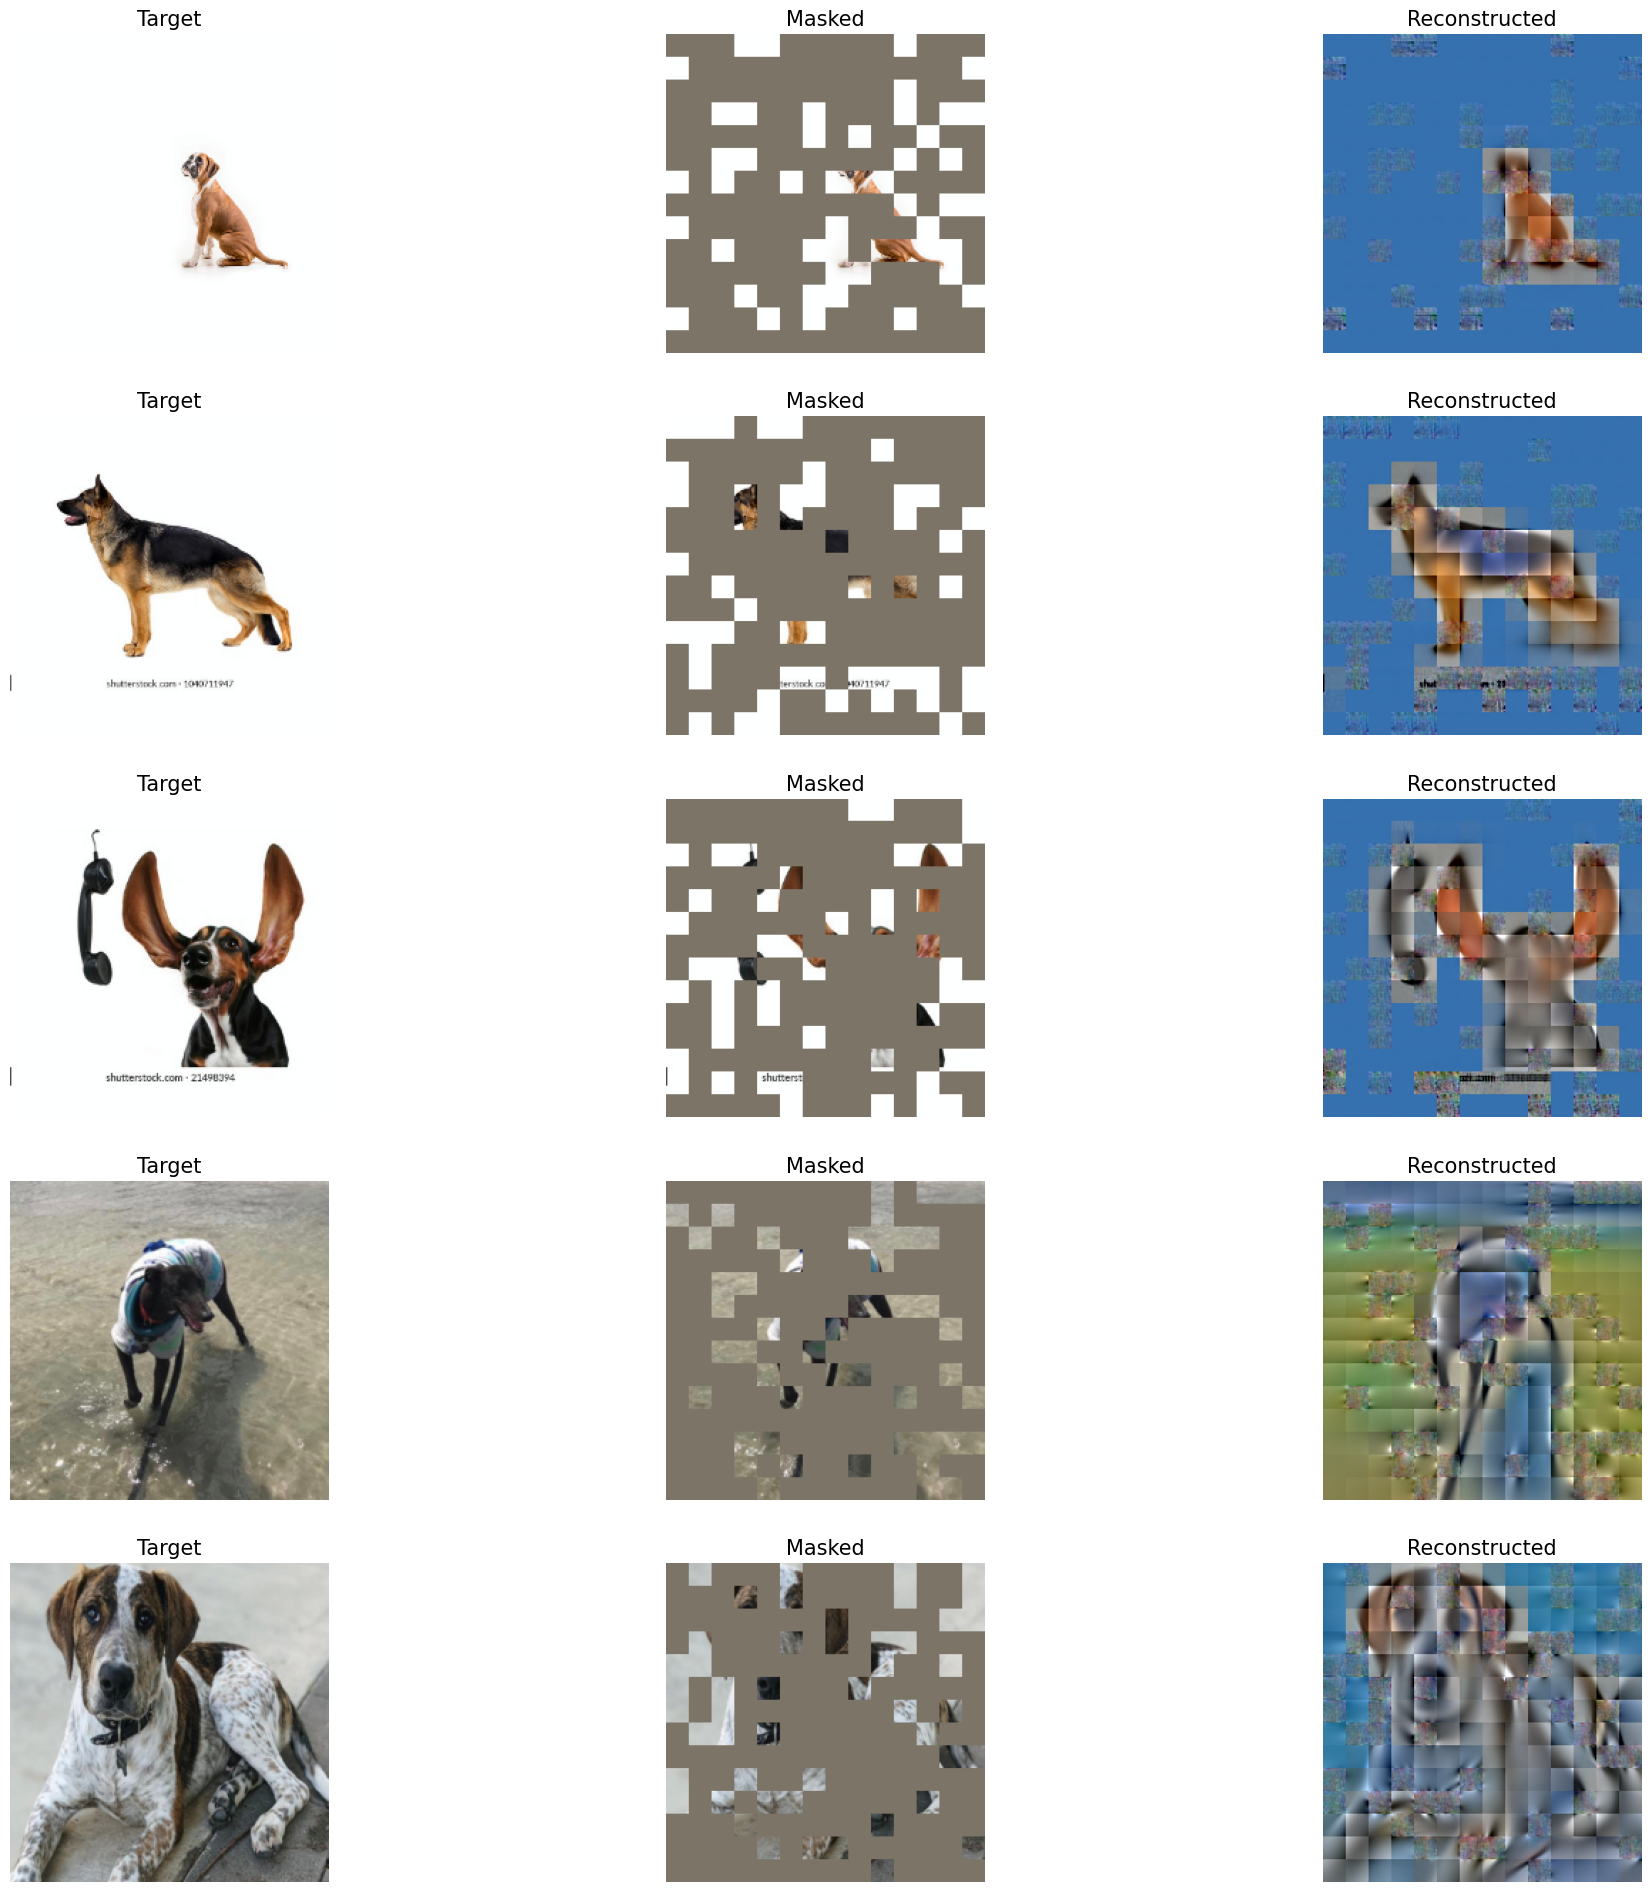 Target Masked Reconstructed
Target Masked Reconstructed
shutterstock.com · 1040711947
terstock co 40711947
shut
Target Masked Reconstructed
shutterstock.com · 21498394
shutterst
Target Masked Reconstructed
Target Masked Reconstructed